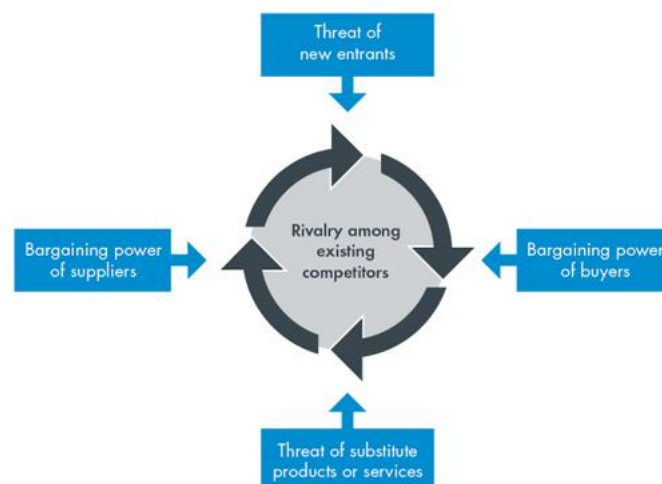 Threat of
new entrants
Bargaining power
of suppliers
Rivalry among
existing
competitors
Bargaining power
of buyers
Threat of substitute
products or services